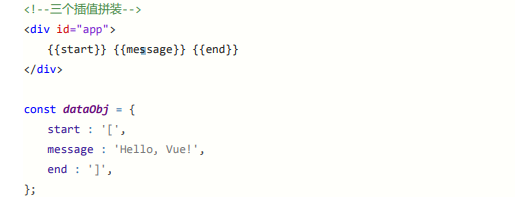 <!--三个插值拼装-->
<div id="app">
    {{start}} {{message}} {{end}}
</div>
const dataObj = {
    start : '[',
    message : 'Hello, Vue!',
    end : ']',
};